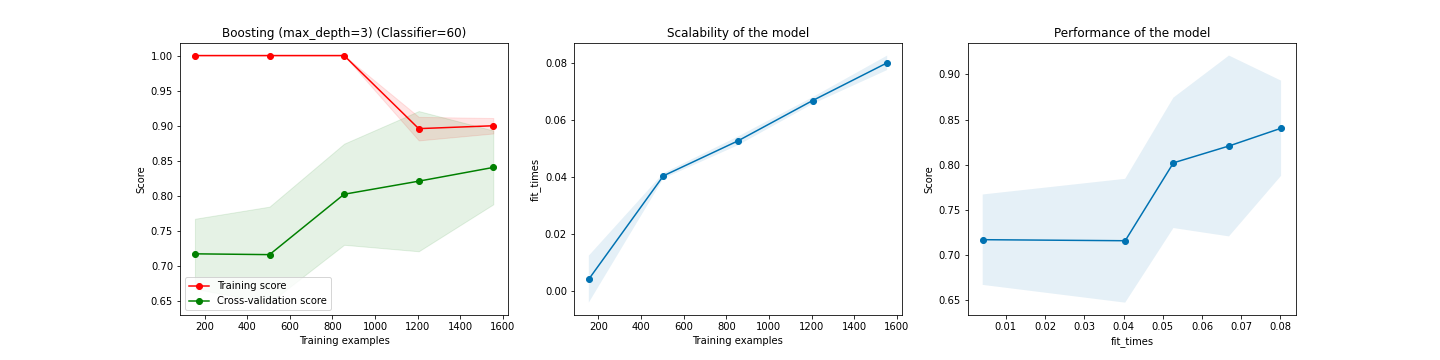 Boosting (max_depth=3) (Classifier=60)
1.00
0.95
0.90
0.85
0.80
0.75
0.70
0.65
Score
Training score
Cross-validation score
200 400 600 800 1000 1200 1400 1600
Training examples
Scalability of the model
0.08
0.06
0.04
0.02
0.00
fit_times
200 400 600 800 1000 1200 1400 1600
Training examples
Performance of the model
0.90
0.85
0.80
0.75
0.70
0.65
Score
0.01 0.02 0.03 0.04 0.05 0.06 0.07 0.08
fit_times